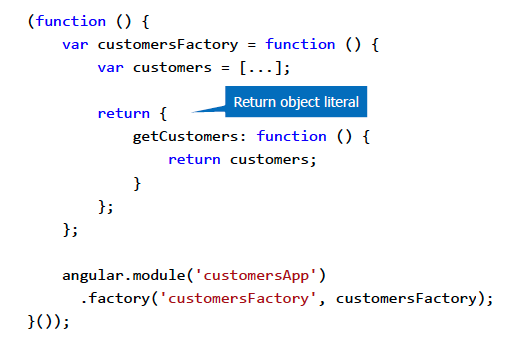 (function () {
    var customersFactory = function () {
        var customers = [...];
        return {
Return object literal
            getCustomers: function () {
                return customers;
            }
        };
    };
    angular.module('customersApp')
      .factory('customersFactory', customersFactory);
}());